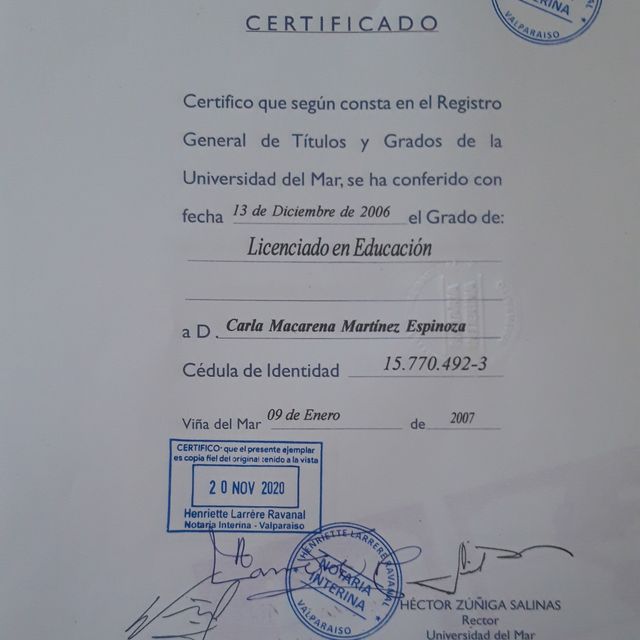 INTERINA
VALPARAISO
CERTIFICADO
Certifico que según consta en el Registro
General de Títulos y Grados de la
Universidad del Mar, se ha conferido con
fecha 13 de Diciembre de 2006 el Grado de:
Licenciado en Educación
a D. Carla Macarena Martínez Espinoza
Cédula de Identidad 15.770.492-3
Viña del Mar 09 de Enero de 2007
CERTIFICO: que el presente ejemplar
es copia fiel del original tenido a la vista
20 NOV 2020
Henriette Larrère Ravanal
Notaria Interina - Valparaiso
HENRIETTE LARRERE RAVANAL
NOTARIA
INTERINA
VALPARAISO
HÉCTOR ZÚÑIGA SALINAS
Rector
Universidad del Mar